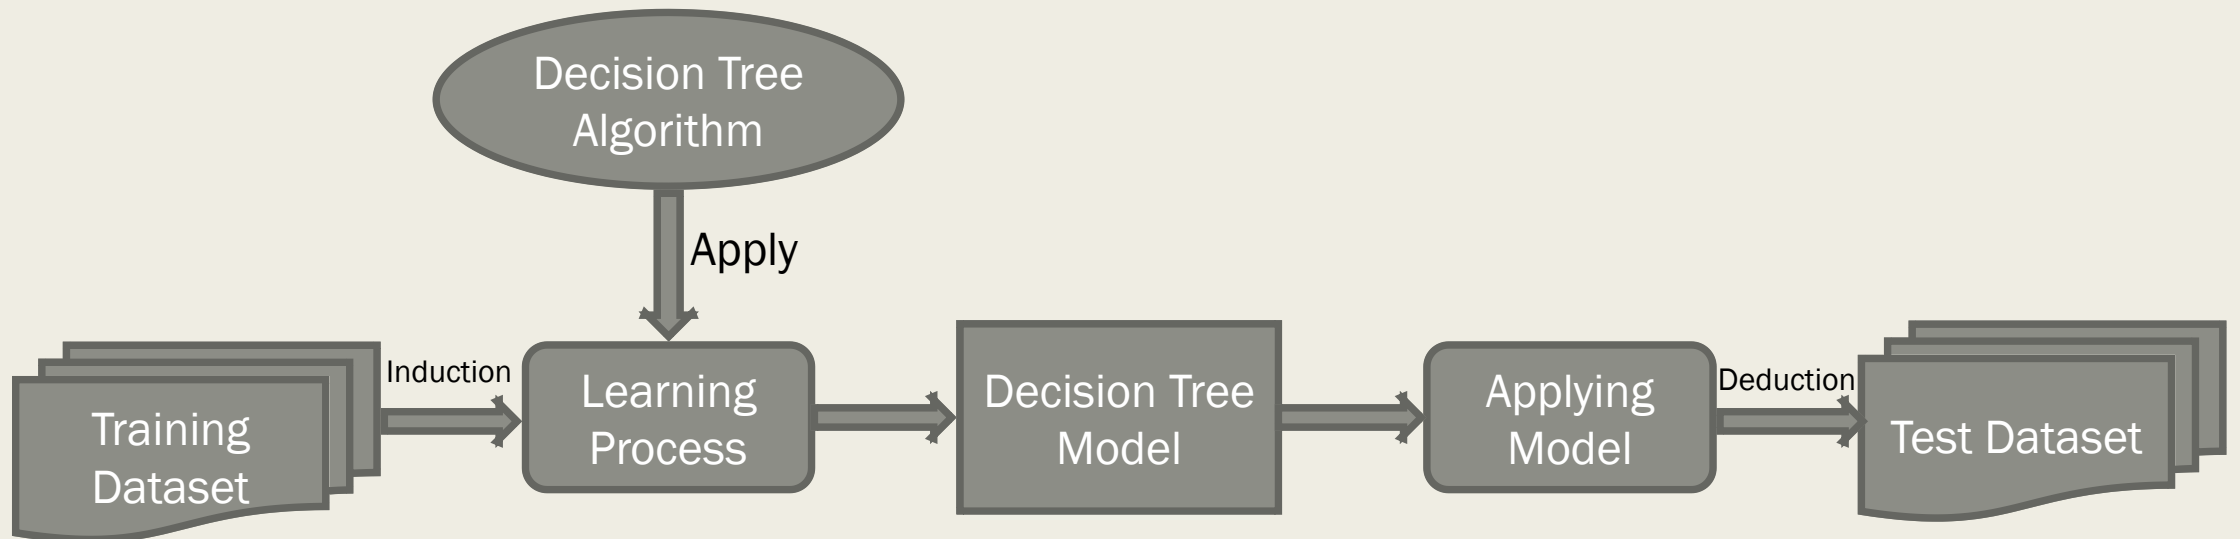 Decision Tree
Algorithm
Apply
Induction
Training
Dataset
Learning
Process
Decision Tree
Model
Applying
Model
Deduction
Test Dataset